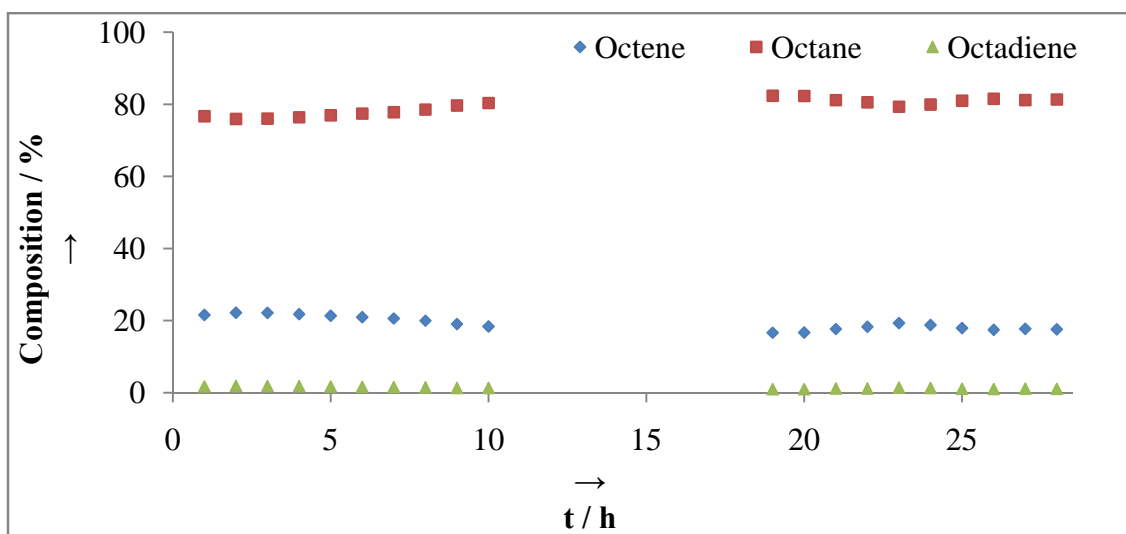 100
80
60
40
20
0
Composition / %
→
Octene
Octane
Octadiene
0 5 10 15 20 25
→
t / h